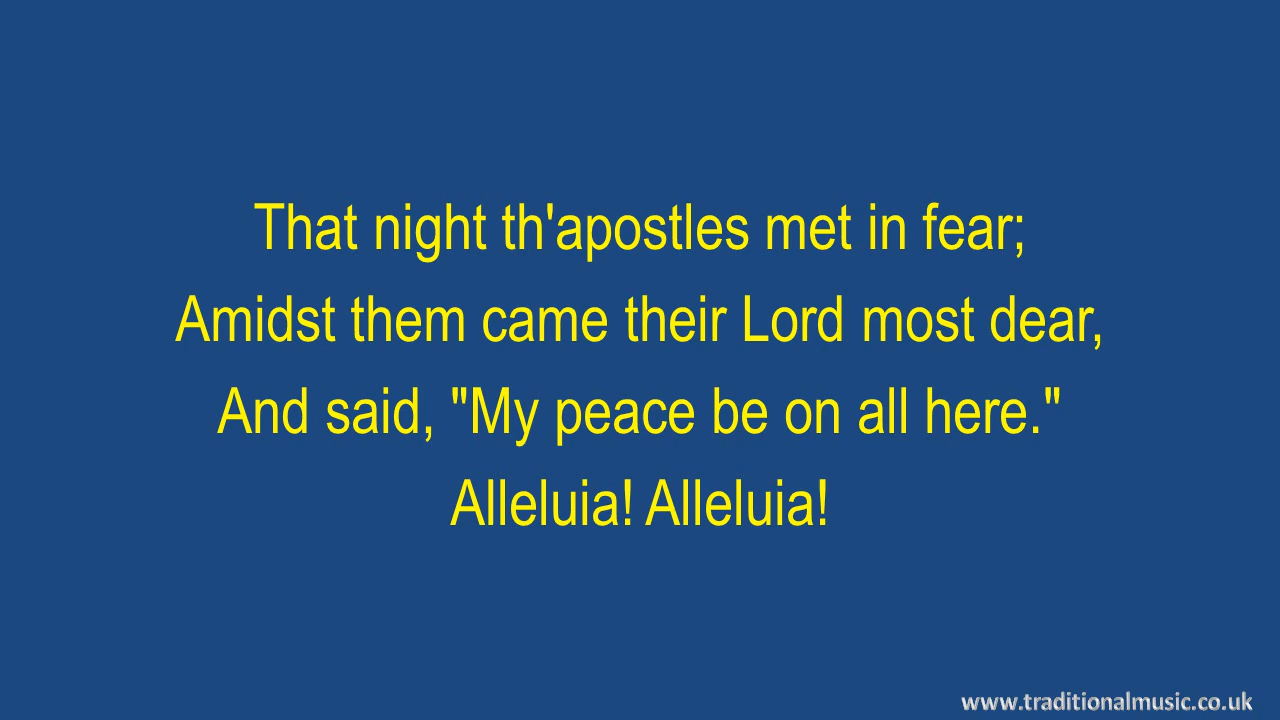 That night th'apostles met in fear;
Amidst them came their Lord most dear,
And said, "My peace be on all here."
Alleluia! Alleluia!
www.traditionalmusic.co.uk